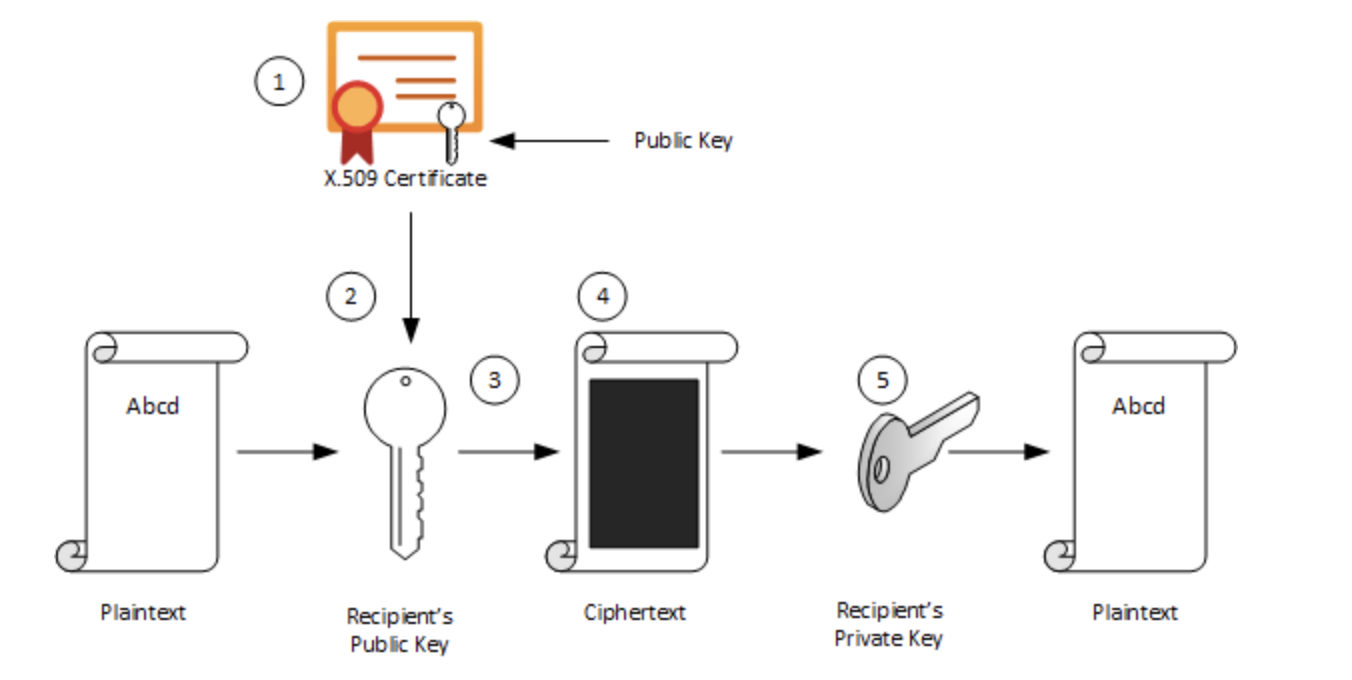 1
Public Key
X.509 Certificate
2
4
3
5
Abcd
Abcd
Plaintext
Recipient's
Public Key
Ciphertext
Recipient's
Private Key
Plaintext